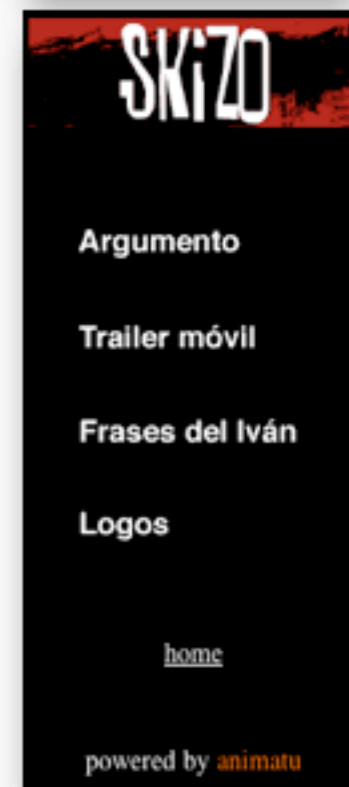 SKiZO
Argumento
Trailer móvil
Frases del Iván
Logos
home
powered by animatu